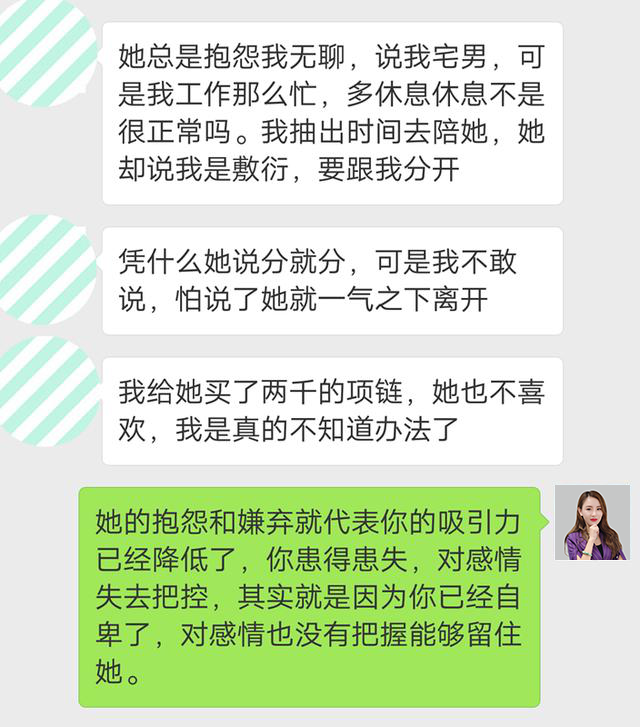 她总是抱怨我无聊，说我宅男，可
是我工作那么忙，多休息休息不是
很正常吗。我抽出时间去陪她，她
却说我是敷衍，要跟我分开
凭什么她说分就分，可是我不敢
说，怕说了她就一气之下离开
我给她买了两千的项链，她也不喜
欢，我是真的不知道办法了
她的抱怨和嫌弃就代表你的吸引力
已经降低了，你患得患失，对感情
失去把控，其实就是因为你已经自
卑了，对感情也没有把握能够留住
她。